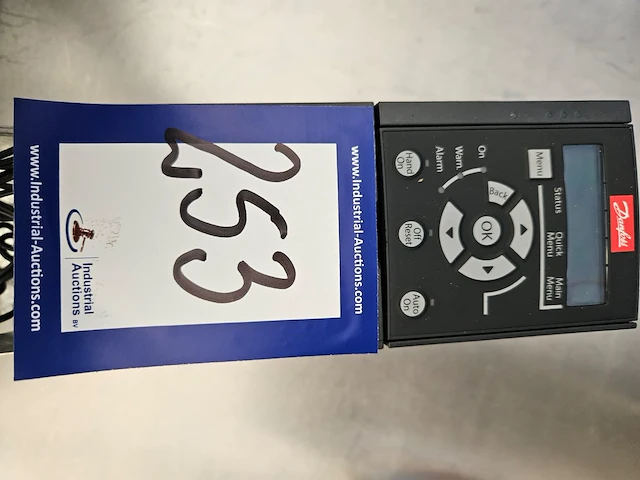 Danfoss
Status
Quick Menu
Main Menu
Menu
Back
OK
On
Warn.
Alarm
Hand On
Off Reset
Auto On
www.Industrial-Auctions.com
253
Industrial
Auctions BV
www.Industrial-Auctions.com